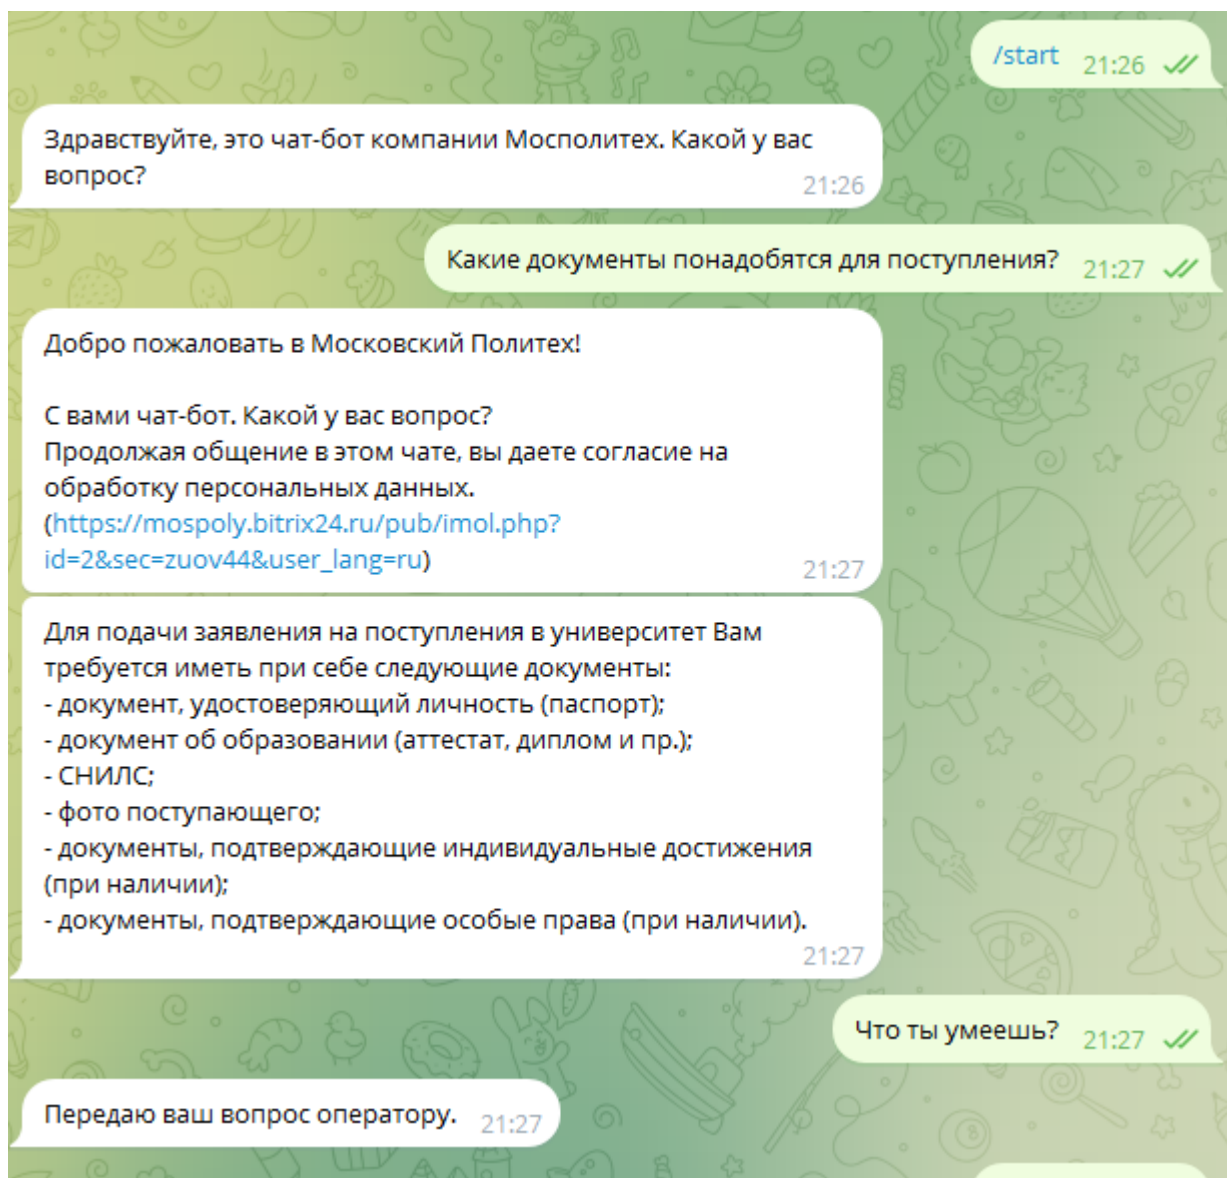 /start 21:26
Здравствуйте, это чат-бот компании Мосполитех. Какой у вас
вопрос?
21:26
Какие документы понадобятся для поступления? 21:27
Добро пожаловать в Московский Политех!
С вами чат-бот. Какой у вас вопрос?
Продолжая общение в этом чате, вы даете согласие на
обработку персональных данных.
(https://mospoly.bitrix24.ru/pub/imol.php?
id=2&sec=zuov44&user_lang=ru)
21:27
Для подачи заявления на поступления в университет Вам
требуется иметь при себе следующие документы:
- документ, удостоверяющий личность (паспорт);
- документ об образовании (аттестат, диплом и пр.);
- СНИЛС;
- фото поступающего;
- документы, подтверждающие индивидуальные достижения
(при наличии);
- документы, подтверждающие особые права (при наличии).
21:27
Что ты умеешь? 21:27
Передаю ваш вопрос оператору. 21:27